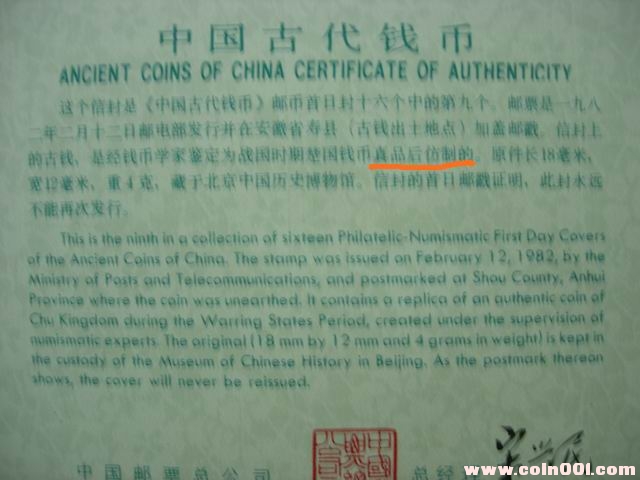 中国古代钱币
ANCIENT COINS OF CHINA CERTIFICATE OF AUTHENTICITY
这个信封是《中国古代钱币》邮币首日封十六个中的第九个。邮票是一九八
二年二月十二日邮电部发行并在安徽省寿县（古钱出土地点）加盖邮戳。信封上
的古钱，是经钱币学家鉴定为战国时期楚国钱币真品后仿制的。原件长18毫米，
宽12毫米，重4克，藏于北京中国历史博物馆。信封的首日邮戳证明，此封永远
不能再次发行。
This is the ninth in a collection of sixteen Philatelic-Numismatic First Day Covers
of the Ancient Coins of China. The stamp was issued on February 12, 1982, by the
Ministry of Posts and Telecommunications, and postmarked at Shou County, Anhui
Province where the coin was unearthed. It contains a replica of an authentic coin of
Chu Kingdom during the Warring States Period, created under the supervision of
numismatic experts. The original (18 mm by 12 mm and 4 grams in weight) is kept in
the custody of the Museum of Chinese History in Beijing. As the postmark thereon
shows, the cover will never be reissued.
中国邮票总公司 总经
www.coin001.com